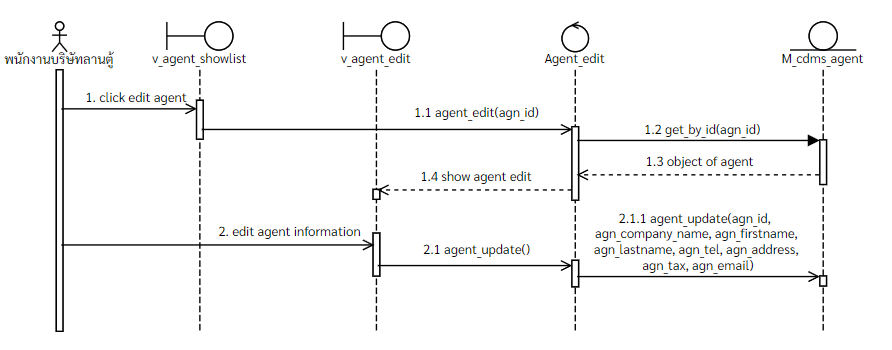 พนักงานบริษัทลานตู้
v_agent_showlist
v_agent_edit
Agent_edit
M_cdms_agent
1. click edit agent
1.1 agent_edit(agn_id)
1.2 get_by_id(agn_id)
1.3 object of agent
1.4 show agent edit
2. edit agent information
2.1 agent_update()
2.1.1 agent_update(agn_id,
agn_company_name, agn_firstname,
agn_lastname, agn_tel, agn_address,
agn_tax, agn_email)